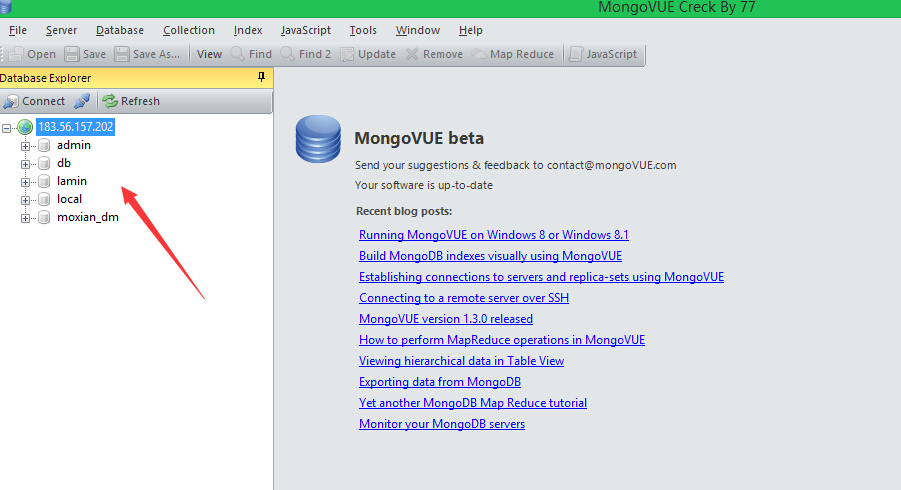 MongoVUE Creck By 77
File Server Database Collection Index JavaScript Tools Window Help
Open Save Save As... View Find Find 2 Update Remove Map Reduce JavaScript
Database Explorer
Connect Refresh
183.56.157.202
admin
db
lamin
local
moxian_dm
MongoVUE beta
Send your suggestions & feedback to contact@mongoVUE.com
Your software is up-to-date
Recent blog posts:
Running MongoVUE on Windows 8 or Windows 8.1
Build MongoDB indexes visually using MongoVUE
Establishing connections to servers and replica-sets using MongoVUE
Connecting to a remote server over SSH
MongoVUE version 1.3.0 released
How to perform MapReduce operations in MongoVUE
Viewing hierarchical data in Table View
Exporting data from MongoDB
Yet another MongoDB Map Reduce tutorial
Monitor your MongoDB servers